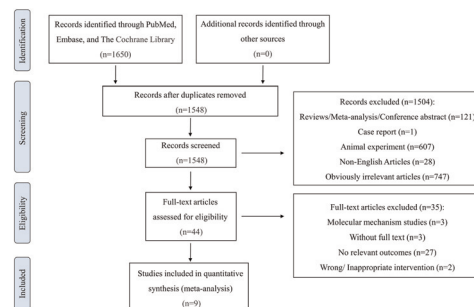 Identification
Records identified through PubMed,
Embase, and The Cochrane Library
(n=1650)
Additional records identified through
other sources
(n=0)
Screening
Records after duplicates removed
(n=1548)
Records screened
(n=1548)
Records excluded (n=1504):
Reviews/Meta-analysis/Conference abstract (n=121)
Case report (n=1)
Animal experiment (n=607)
Non-English Articles (n=28)
Obviously irrelevant articles (n=747)
Eligibility
Full-text articles
assessed for eligibility
(n=44)
Full-text articles excluded (n=35):
Molecular mechanism studies (n=3)
Without full text (n=3)
No relevant outcomes (n=27)
Wrong/ Inappropriate intervention (n=2)
Included
Studies included in quantitative
synthesis (meta-analysis)
(n=9)